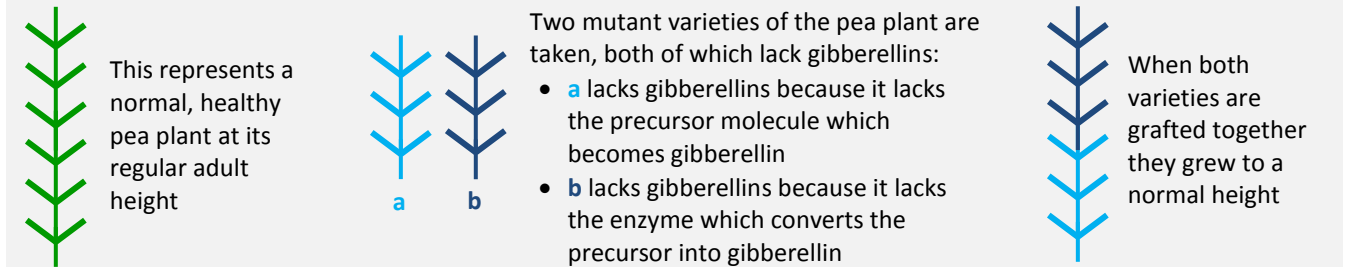 This represents a
normal, healthy
pea plant at its
regular adult
height
a
b
Two mutant varieties of the pea plant are
taken, both of which lack gibberellins:
• a lacks gibberellins because it lacks
the precursor molecule which
becomes gibberellin
• b lacks gibberellins because it lacks
the enzyme which converts the
precursor into gibberellin
When both
varieties are
grafted together
they grew to a
normal height